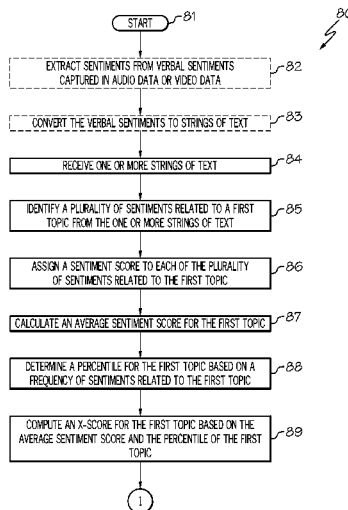 START
81
80
EXTRACT SENTIMENTS FROM VERBAL SENTIMENTS
CAPTURED IN AUDIO DATA OR VIDEO DATA
82
CONVERT THE VERBAL SENTIMENTS TO STRINGS OF TEXT
83
RECEIVE ONE OR MORE STRINGS OF TEXT
84
IDENTIFY A PLURALITY OF SENTIMENTS RELATED TO A FIRST
TOPIC FROM THE ONE OR MORE STRINGS OF TEXT
85
ASSIGN A SENTIMENT SCORE TO EACH OF THE PLURALITY
OF SENTIMENTS RELATED TO THE FIRST TOPIC
86
CALCULATE AN AVERAGE SENTIMENT SCORE FOR THE FIRST TOPIC
87
DETERMINE A PERCENTILE FOR THE FIRST TOPIC BASED ON A
FREQUENCY OF SENTIMENTS RELATED TO THE FIRST TOPIC
88
COMPUTE AN X-SCORE FOR THE FIRST TOPIC BASED ON THE
AVERAGE SENTIMENT SCORE AND THE PERCENTILE OF THE FIRST
TOPIC
89
1